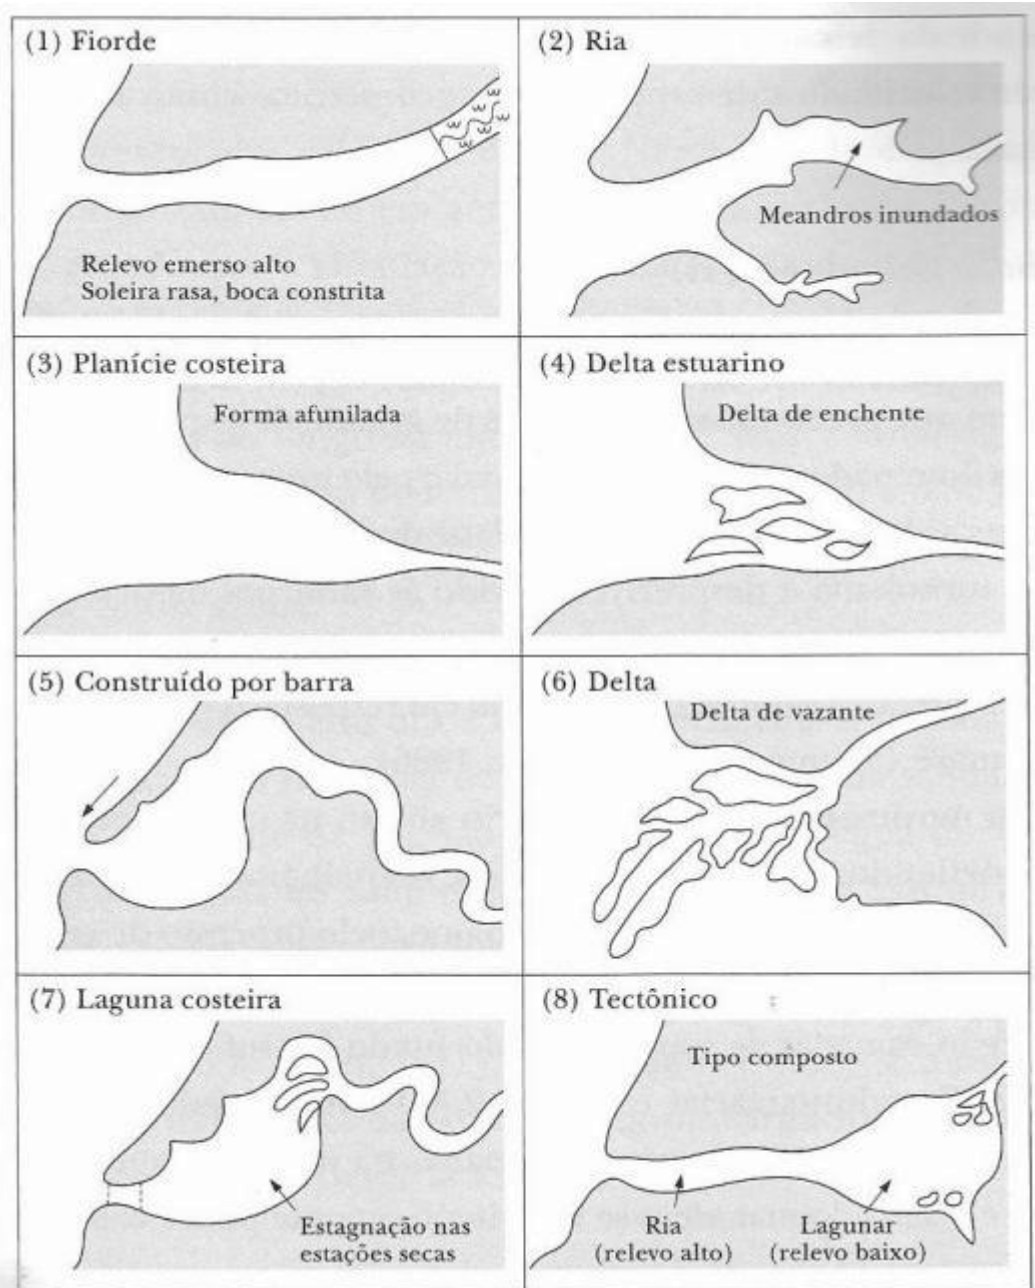 (1) Fiorde
Relevo emerso alto
Soleira rasa, boca constrita
(2) Ria
Meandros inundados
(3) Planície costeira
Forma afunilada
(4) Delta estuarino
Delta de enchente
(5) Construído por barra
(6) Delta
Delta de vazante
(7) Laguna costeira
Estagnação nas
estações secas
(8) Tectônico
Tipo composto
Ria
(relevo alto)
Lagunar
(relevo baixo)